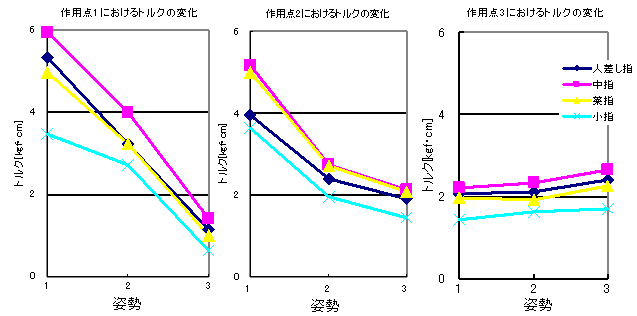 作用点1におけるトルクの変化
トルク[kgf・cm]
6
4
2
0
1 2 3
姿勢
作用点2におけるトルクの変化
トルク[kgf・cm]
6
4
2
0
1 2 3
姿勢
作用点3におけるトルクの変化
トルク[kgf・cm]
6
4
2
0
1 2 3
姿勢
人差し指
中指
薬指
小指